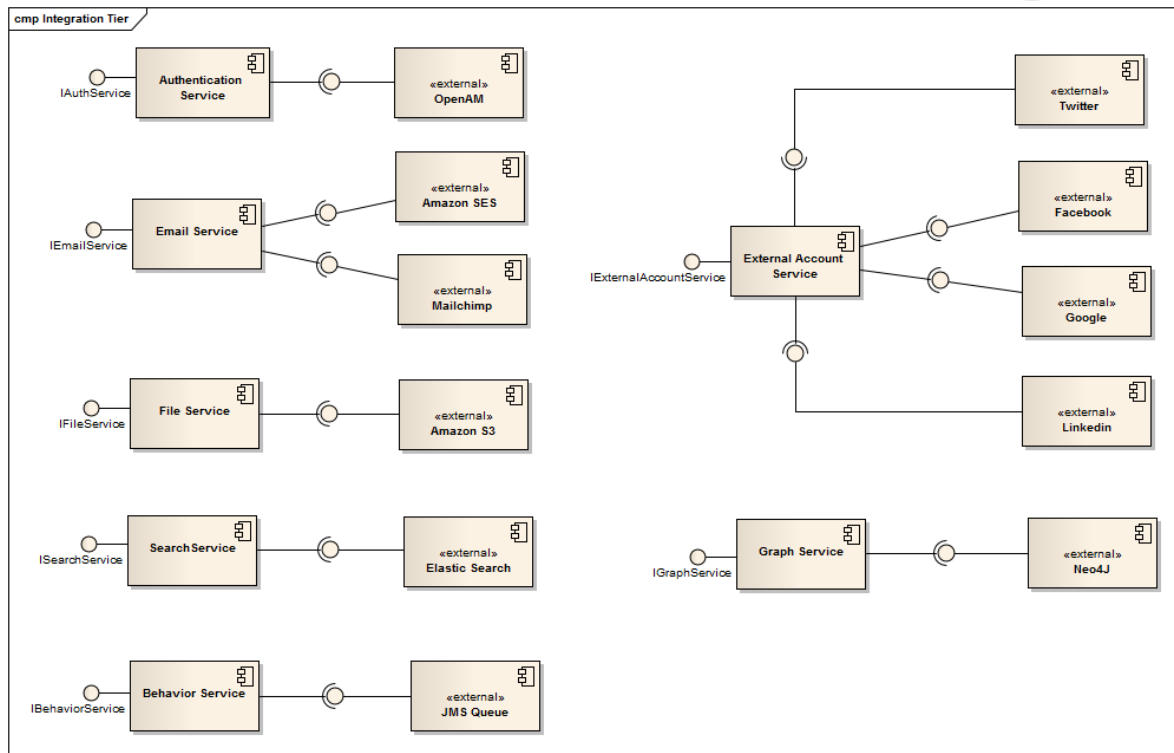 cmp Integration Tier
Authentication
Service
IAuthService
«external»
OpenAM
«external»
Twitter
Email Service
IEmailService
«external»
Amazon SES
«external»
Mailchimp
«external»
Facebook
External Account
Service
IExternalAccountService
«external»
Google
File Service
IFileService
«external»
Amazon S3
«external»
Linkedin
SearchService
ISearchService
«external»
Elastic Search
Graph Service
IGraphService
«external»
Neo4J
Behavior Service
IBehaviorService
«external»
JMS Queue